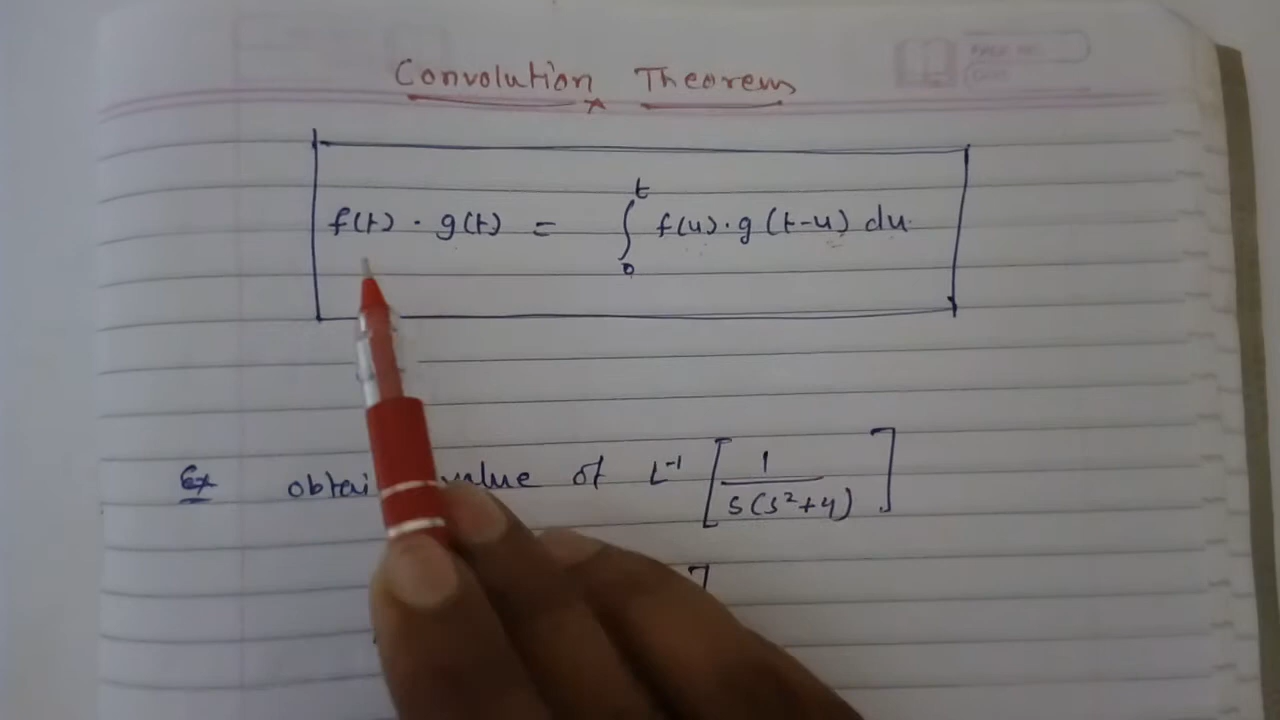 Convolution Theorem
f(t) · g(t) = ∫₀ᵗ f(u) · g (t-u) du
Ex obtai value of L⁻¹ [ 1 / s(s²+4) ]